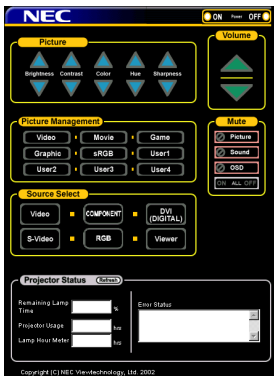 NEC
ON Power OFF
Picture
Volume
Brightness Contrast Color Hue Sharpness
Picture Management
Mute
Video Movie Game
Picture
Graphic sRGB User1
Sound
User2 User3 User4
OSD
ON ALL OFF
Source Select
Video COMPONENT DVI
(DIGITAL)
S-Video RGB Viewer
Projector Status (Refresh)
Remaining Lamp
Time
%
Error Status
Projector Usage hrs
Lamp Hour Meter hrs
Copyright (C) NEC Viewtechnology, Ltd. 2002